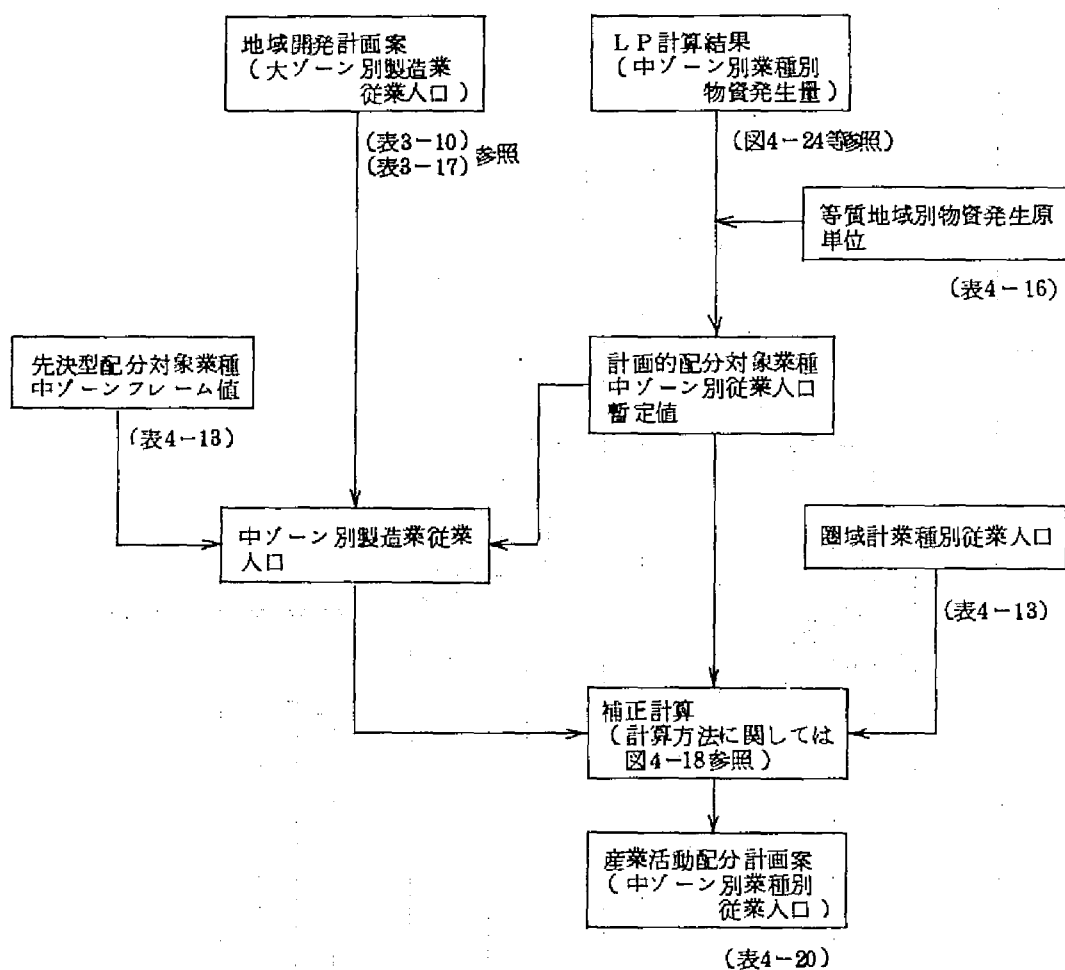 地域開発計画案
(大ゾーン別製造業
従業人口)
LP計算結果
(中ゾーン別業種別
物資発生量)
(表3-10)
(表3-17)参照
(図4-24等参照)
等質地域別物資発生原
単位
(表4-16)
先決型配分対象業種
中ゾーンフレーム値
(表4-13)
計画的配分対象業種
中ゾーン別従業人口
暫定値
中ゾーン別製造業従業
人口
圏域計業種別従業人口
(表4-13)
補正計算
(計算方法に関しては
図4-18参照)
産業活動配分計画案
(中ゾーン別業種別
従業人口)
(表4-20)